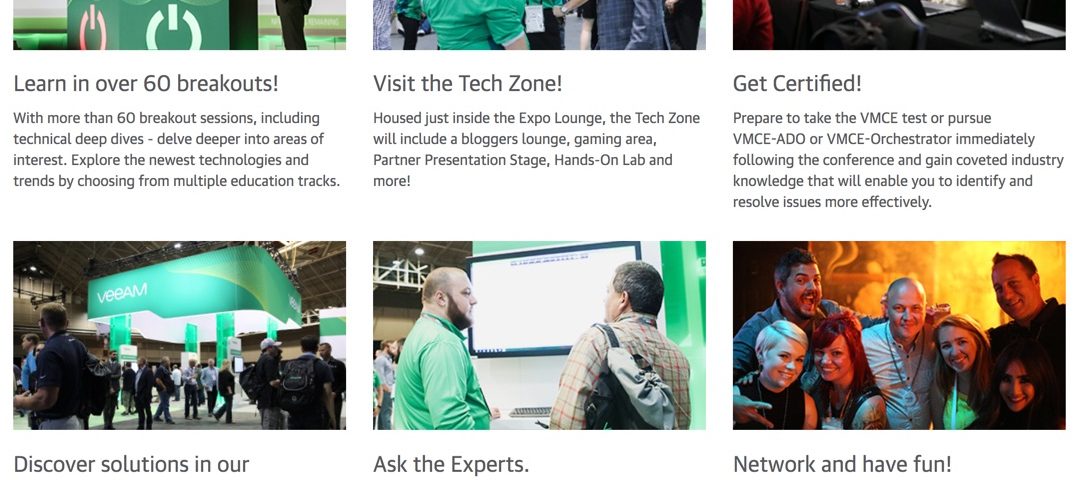 REMAINING
Learn in over 60 breakouts!
With more than 60 breakout sessions, including
technical deep dives - delve deeper into areas of
interest. Explore the newest technologies and
trends by choosing from multiple education tracks.
Visit the Tech Zone!
Housed just inside the Expo Lounge, the Tech Zone
will include a bloggers lounge, gaming area,
Partner Presentation Stage, Hands-On Lab and
more!
Get Certified!
Prepare to take the VMCE test or pursue
VMCE-ADO or VMCE-Orchestrator immediately
following the conference and gain coveted industry
knowledge that will enable you to identify and
resolve issues more effectively.
veeAM
veeAM
Discover solutions in our
Ask the Experts.
Network and have fun!